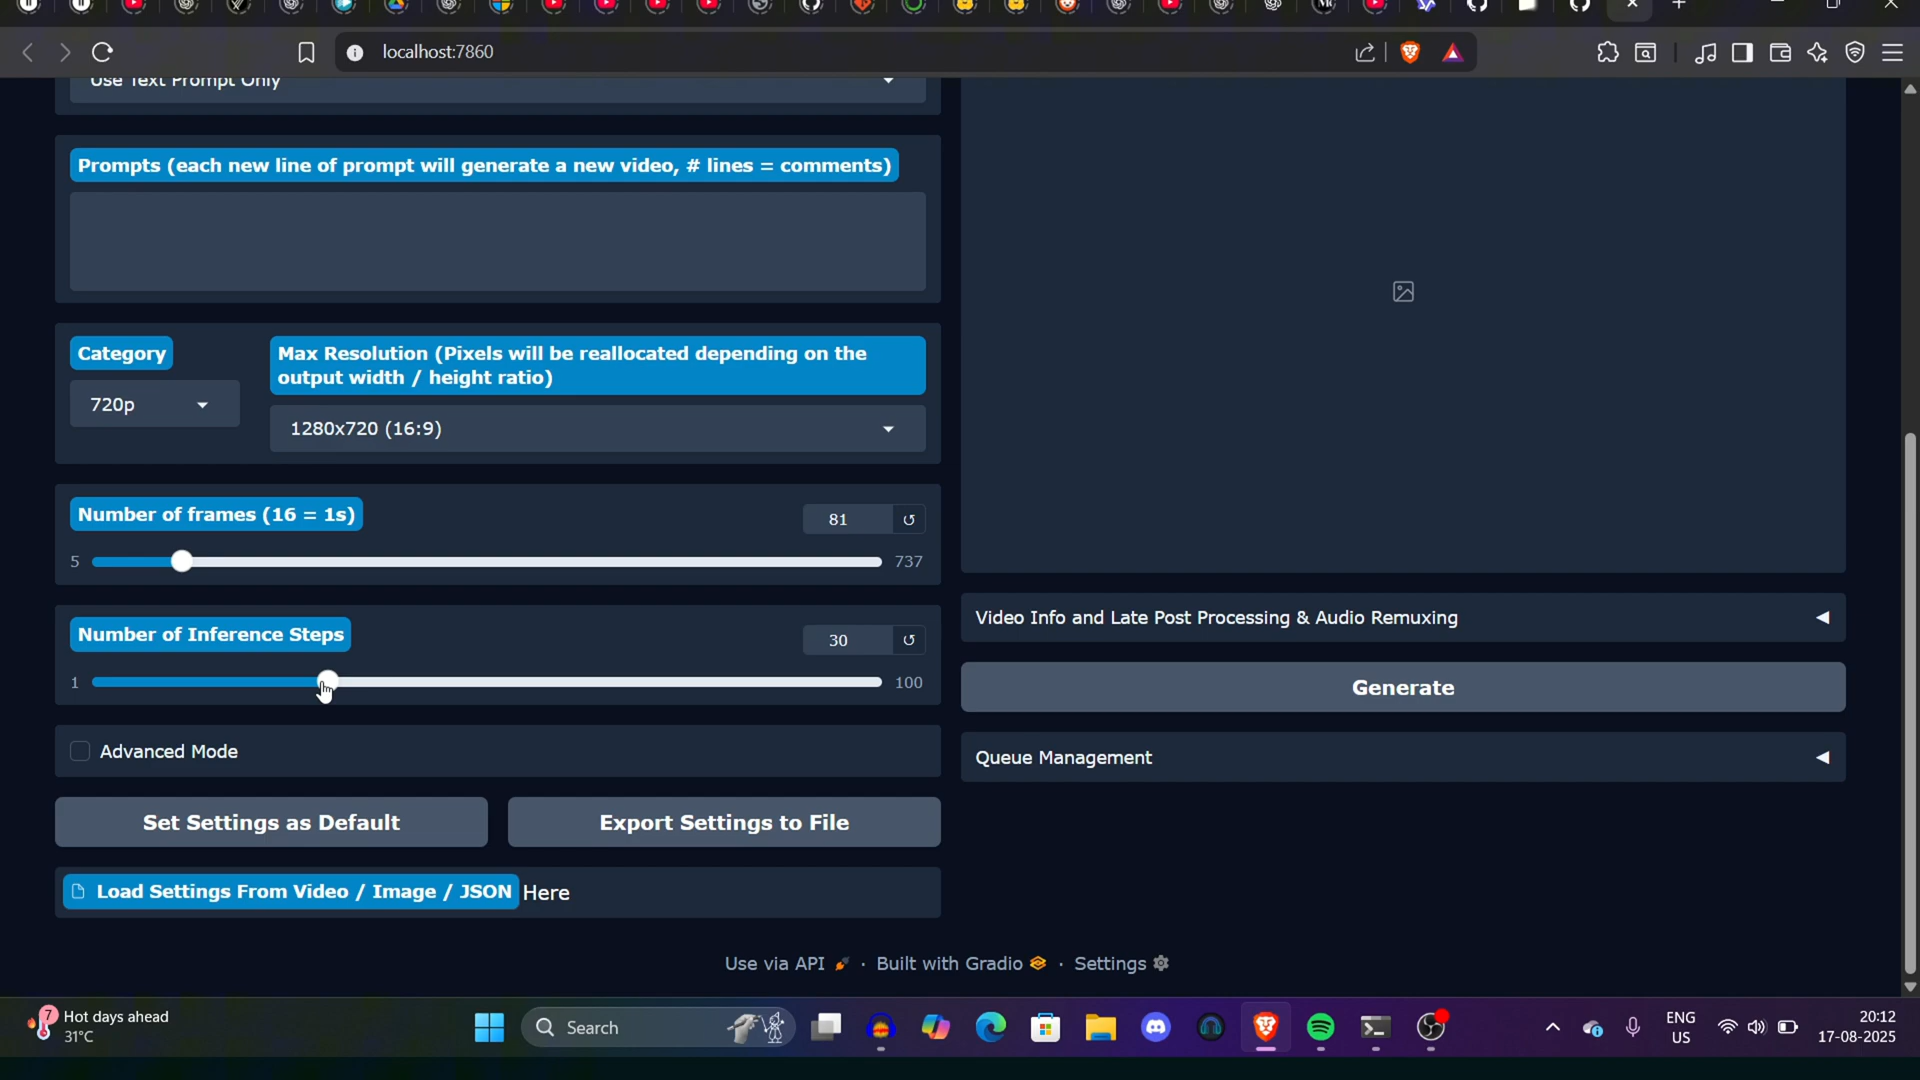 localhost:7860
Use Text Prompt Only
Prompts (each new line of prompt will generate a new video, # lines = comments)
Category
Max Resolution (Pixels will be reallocated depending on the
output width / height ratio)
720p
1280x720 (16:9)
Number of frames (16 = 1s)
81
5
737
Number of Inference Steps
30
1
100
Advanced Mode
Set Settings as Default
Export Settings to File
Load Settings From Video / Image / JSON Here
Video Info and Late Post Processing & Audio Remuxing
Generate
Queue Management
Use via API · Built with Gradio · Settings
7
Hot days ahead
31°C
Search
ENG
US
20:12
17-08-2025